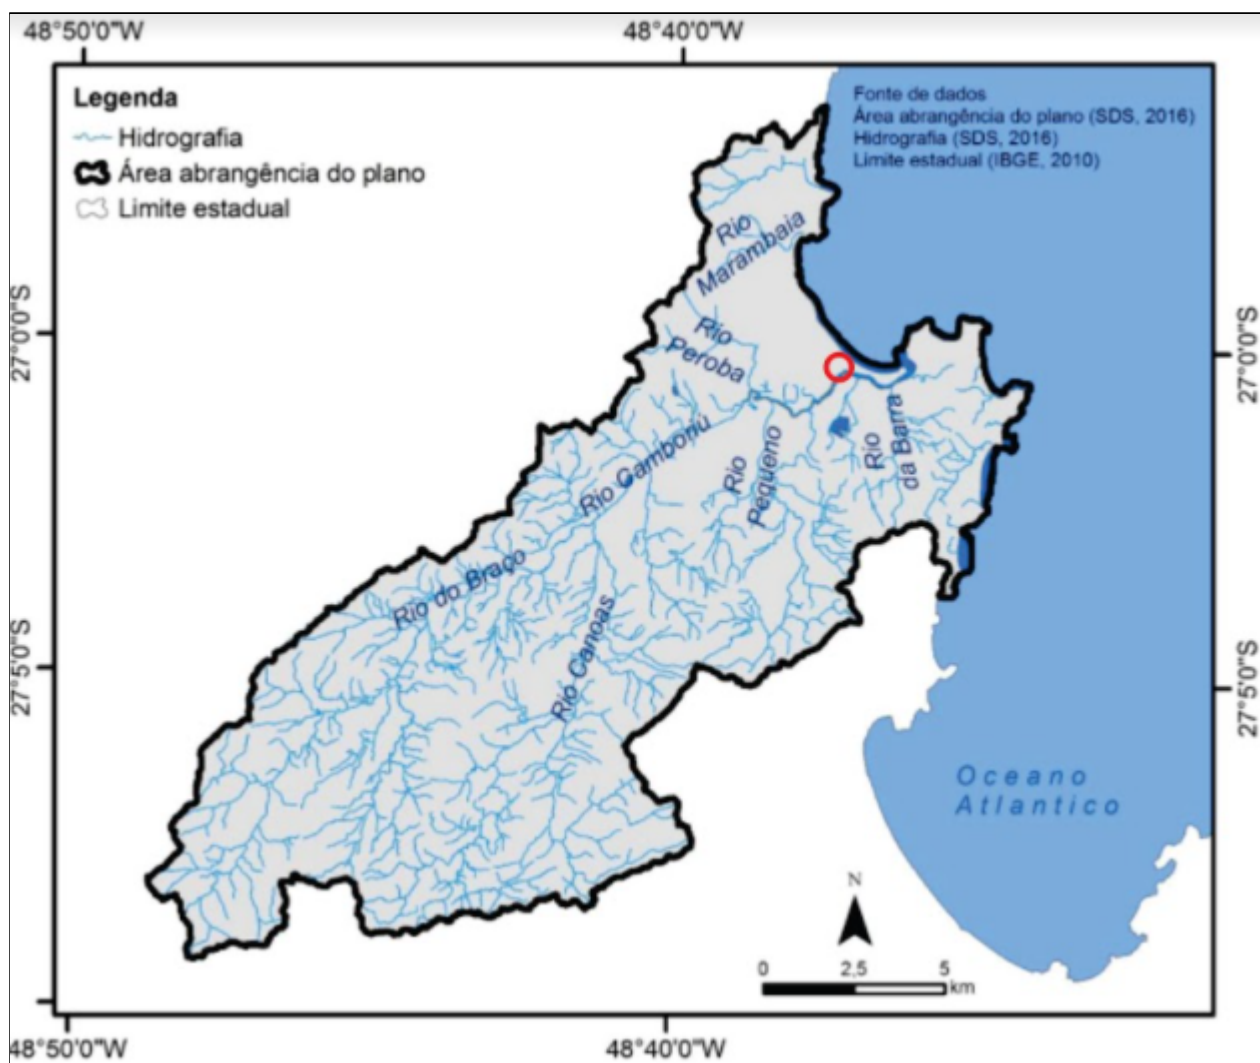 48°50'0"W
48°40'0"W
Legenda
Hidrografia
Área abrangência do plano
Limite estadual
Fonte de dados
Área abrangência do plano (SDS, 2016)
Hidrografia (SDS, 2016)
Limite estadual (IBGE, 2010)
Rio
Marambaia
27°0'0"S
27°0'0"S
Rio
Peroba
Rio Camboriú
Rio
Pequeno
Rio
da Barra
Rio do Braço
Rio Canoas
27°5'0"S
27°5'0"S
Oceano
Atlantico
N
0 2,5 5
km
48°50'0"W
48°40'0"W